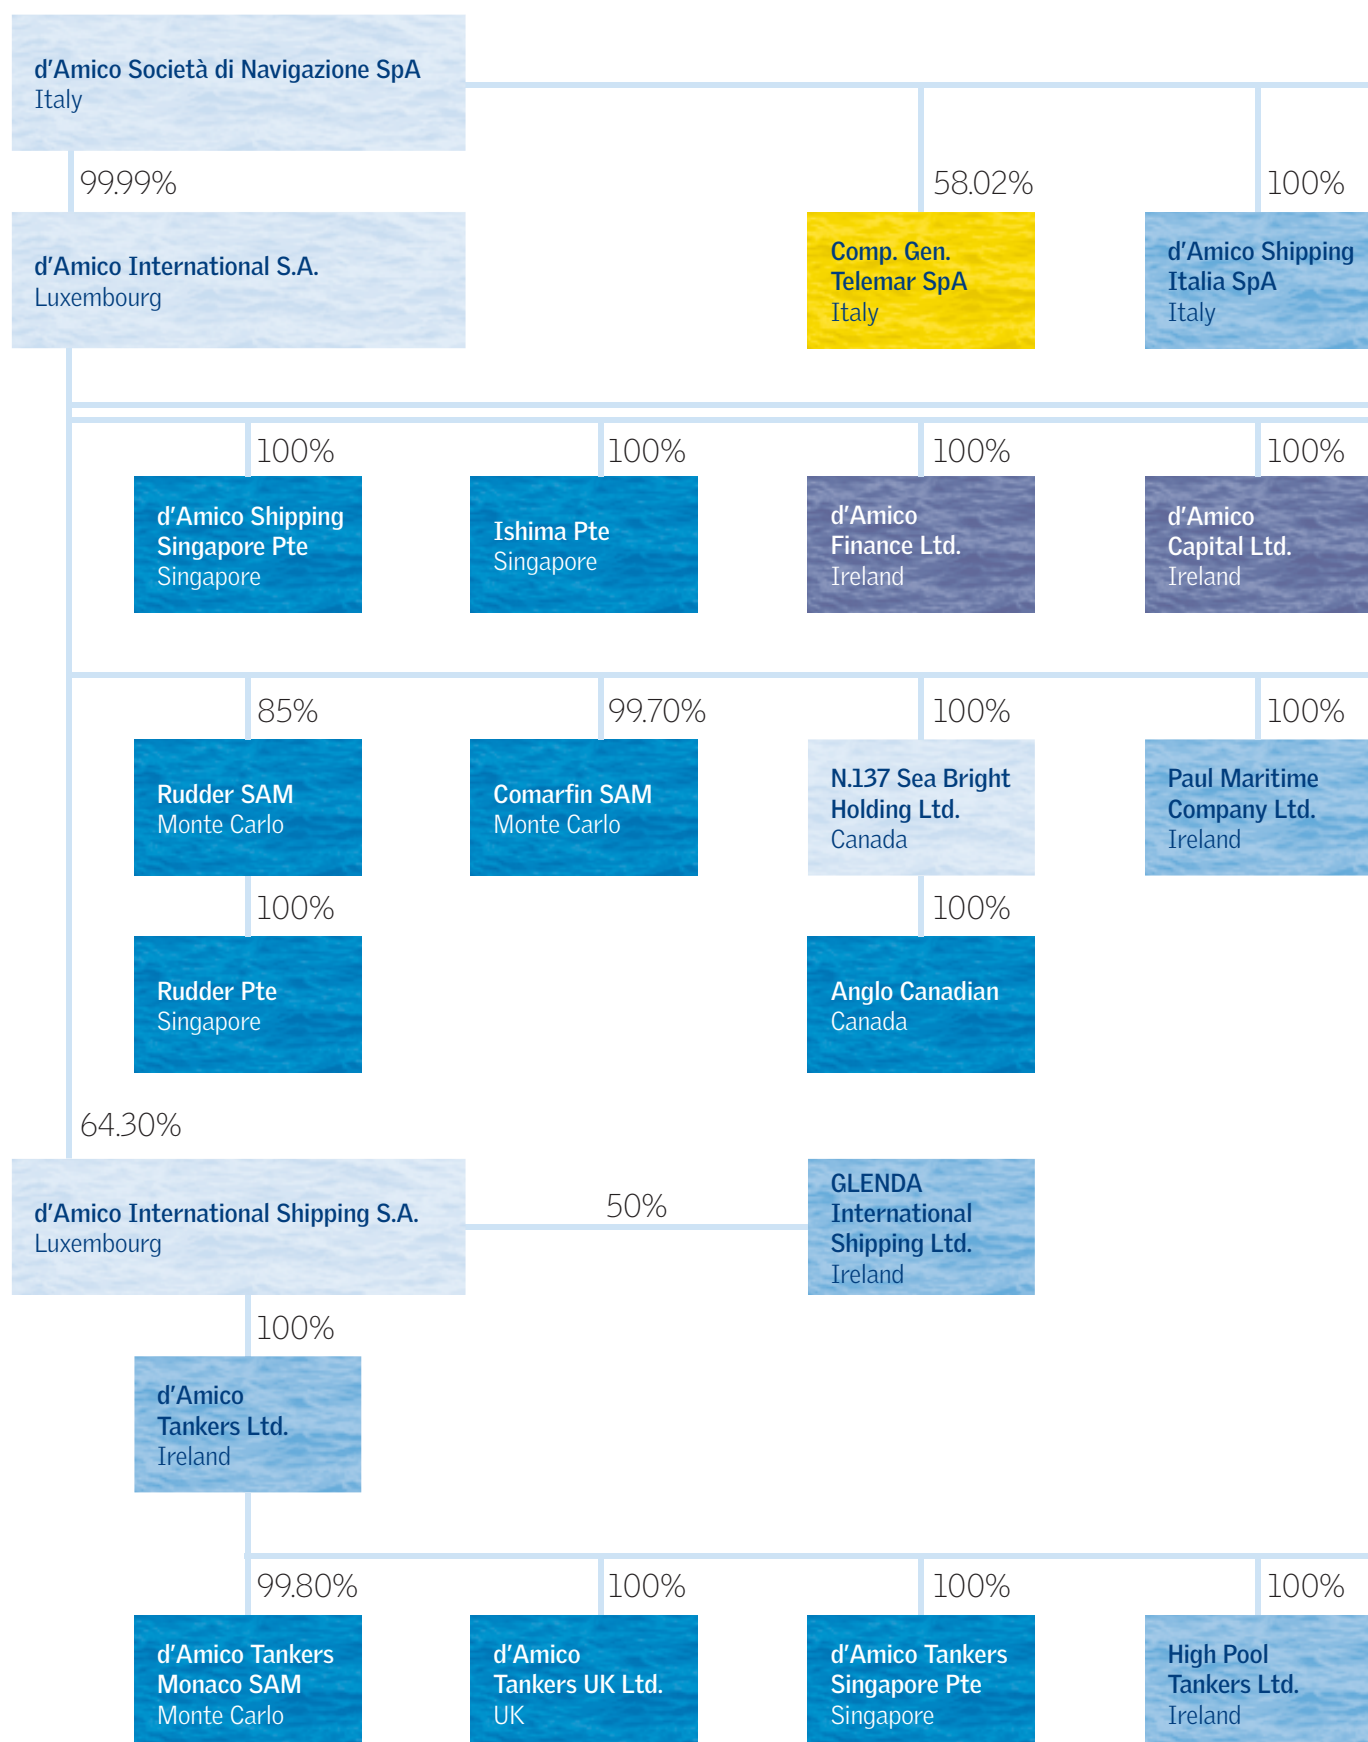 d'Amico Società di Navigazione SpA
Italy
99.99%
58.02%
100%
d'Amico International S.A.
Luxembourg
Comp. Gen.
Telemar SpA
Italy
d'Amico Shipping
Italia SpA
Italy
100%
100%
100%
100%
d'Amico Shipping
Singapore Pte
Singapore
Ishima Pte
Singapore
d'Amico
Finance Ltd.
Ireland
d'Amico
Capital Ltd.
Ireland
85%
99.70%
100%
100%
Rudder SAM
Monte Carlo
Comarfin SAM
Monte Carlo
N.137 Sea Bright
Holding Ltd.
Canada
Paul Maritime
Company Ltd.
Ireland
100%
100%
Rudder Pte
Singapore
Anglo Canadian
Canada
64.30%
d'Amico International Shipping S.A.
Luxembourg
50%
GLENDA
International
Shipping Ltd.
Ireland
100%
d'Amico
Tankers Ltd.
Ireland
99.80%
100%
100%
100%
d'Amico Tankers
Monaco SAM
Monte Carlo
d'Amico
Tankers UK Ltd.
UK
d'Amico Tankers
Singapore Pte
Singapore
High Pool
Tankers Ltd.
Ireland